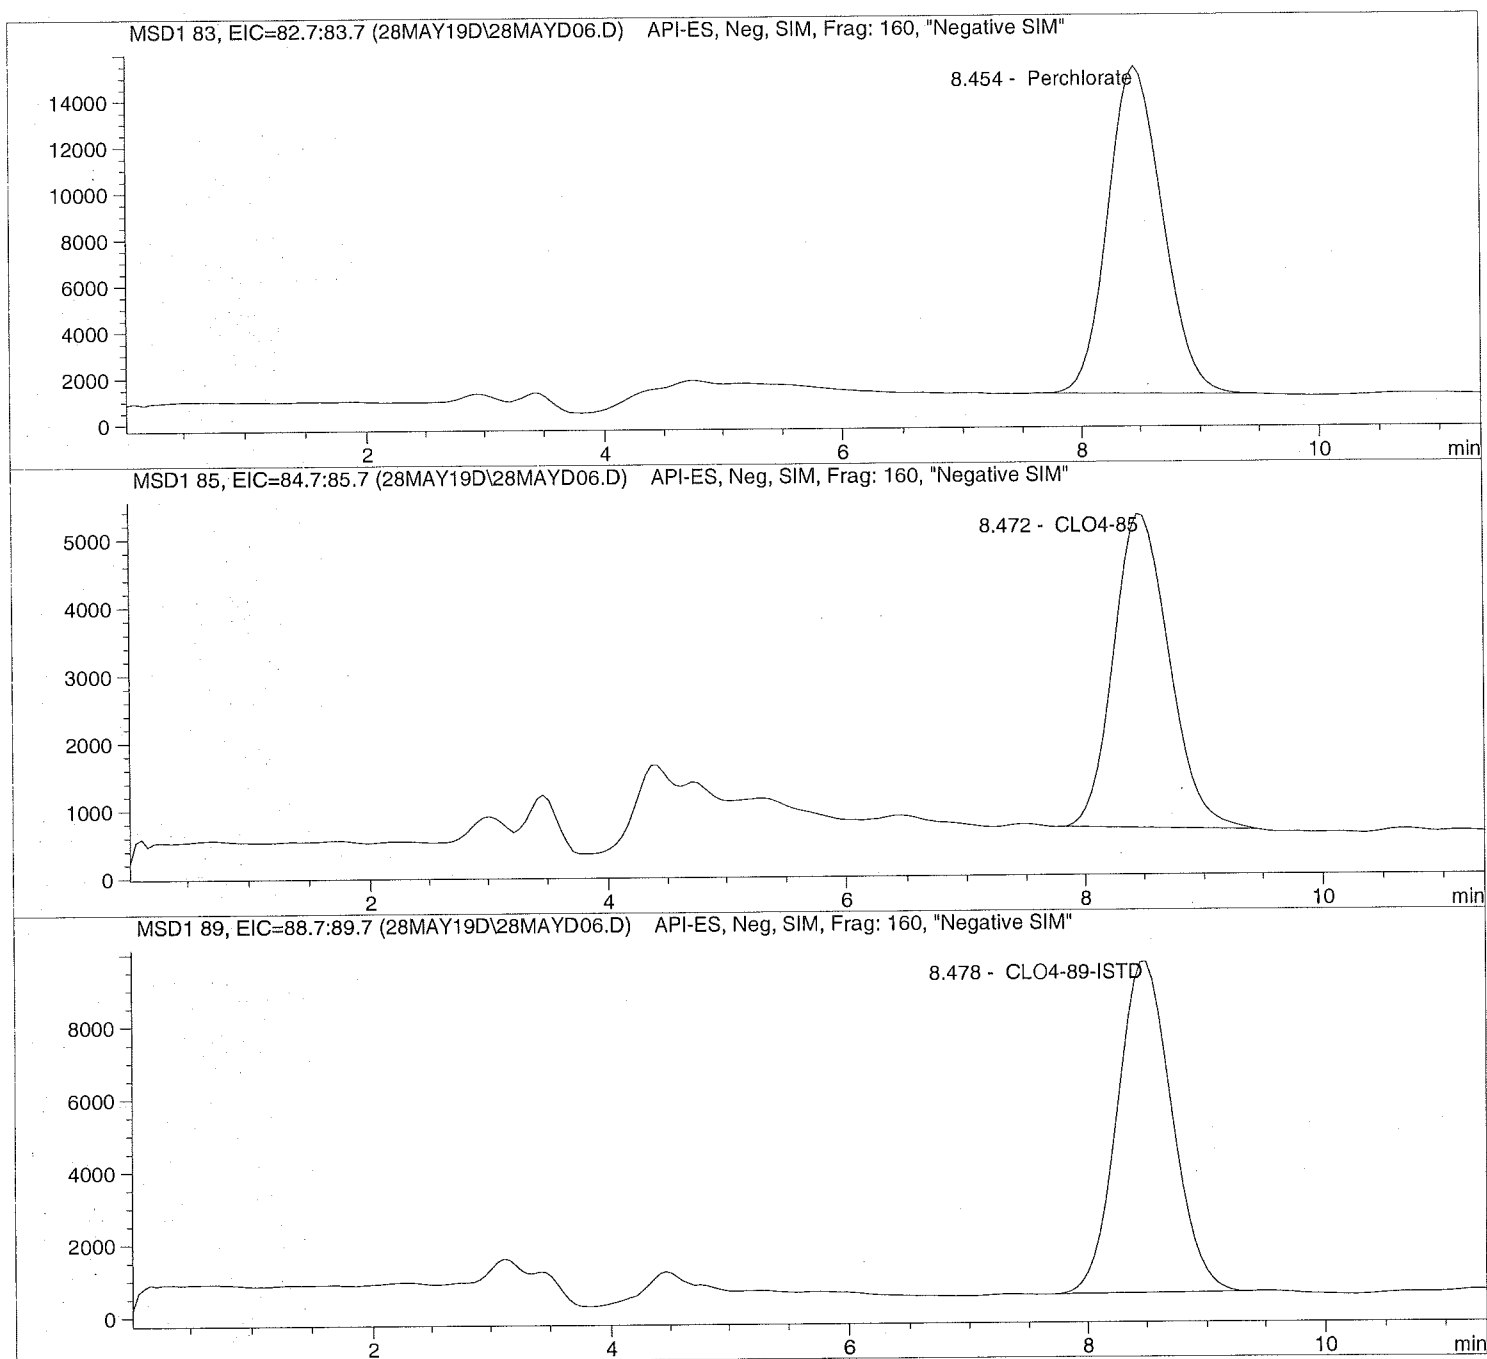 MSD1 83, EIC=82.7:83.7 (28MAY19D\28MAYD06.D) API-ES, Neg, SIM, Frag: 160, "Negative SIM"
8.454 - Perchlorate
14000
12000
10000
8000
6000
4000
2000
0
2 4 6 8 10 min
MSD1 85, EIC=84.7:85.7 (28MAY19D\28MAYD06.D) API-ES, Neg, SIM, Frag: 160, "Negative SIM"
8.472 - CLO4-85
5000
4000
3000
2000
1000
0
2 4 6 8 10 min
MSD1 89, EIC=88.7:89.7 (28MAY19D\28MAYD06.D) API-ES, Neg, SIM, Frag: 160, "Negative SIM"
8.478 - CLO4-89-ISTD
8000
6000
4000
2000
0
2 4 6 8 10 min